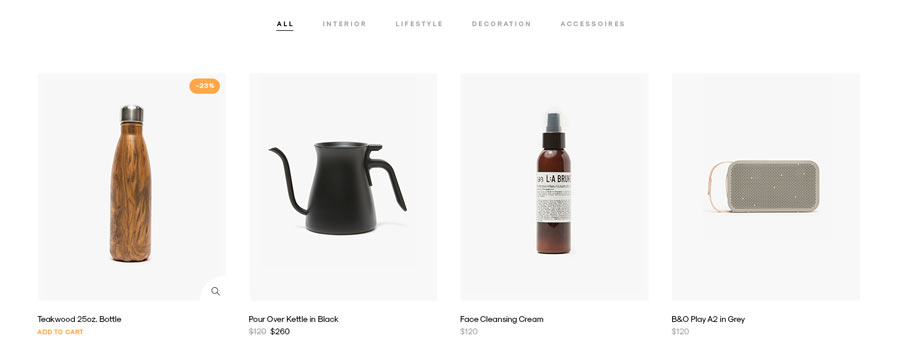 ALL INTERIOR LIFESTYLE DECORATION ACCESSOIRES
-23%
L:A BRUK
Teakwood 25oz. Bottle
ADD TO CART
Pour Over Kettle in Black
$120 $260
Face Cleansing Cream
$120
B&O Play A2 in Grey
$120